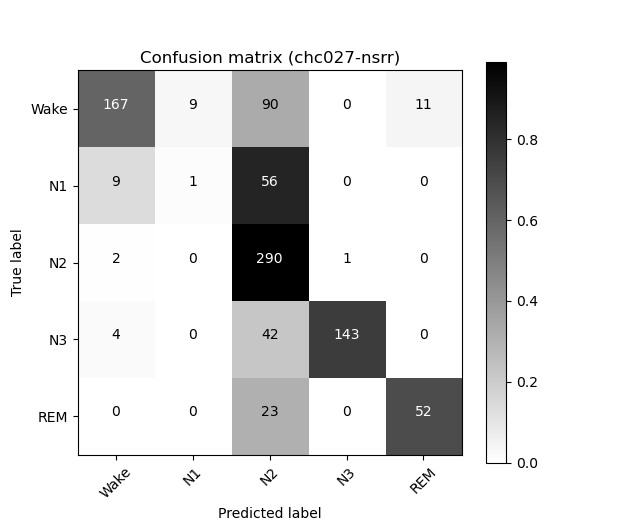 Confusion matrix (chc027-nsrr)
Wake 167 9 90 0 11
N1 9 1 56 0 0
N2 2 0 290 1 0
N3 4 0 42 143 0
REM 0 0 23 0 52
Wake N1 N2 N3 REM
True label
Predicted label
0.8
0.6
0.4
0.2
0.0